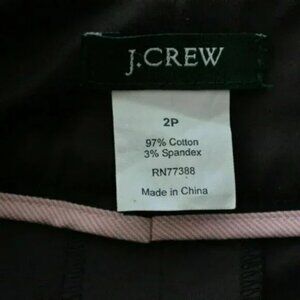 J.CREW
2P
97% Cotton
3% Spandex
RN77388
Made in China